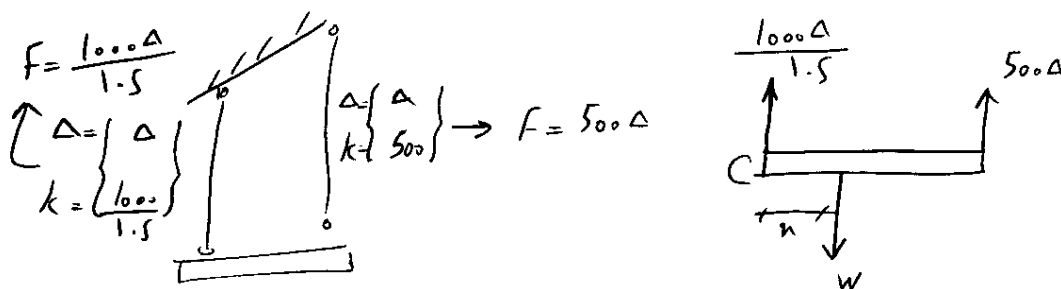 F = 1000Δ / 1.5
Δ = { Δ
k = { 1000 / 1.5 }
Δ = { Δ
k = { 500 } → F = 500Δ
1000Δ / 1.5
500Δ
C
n
W